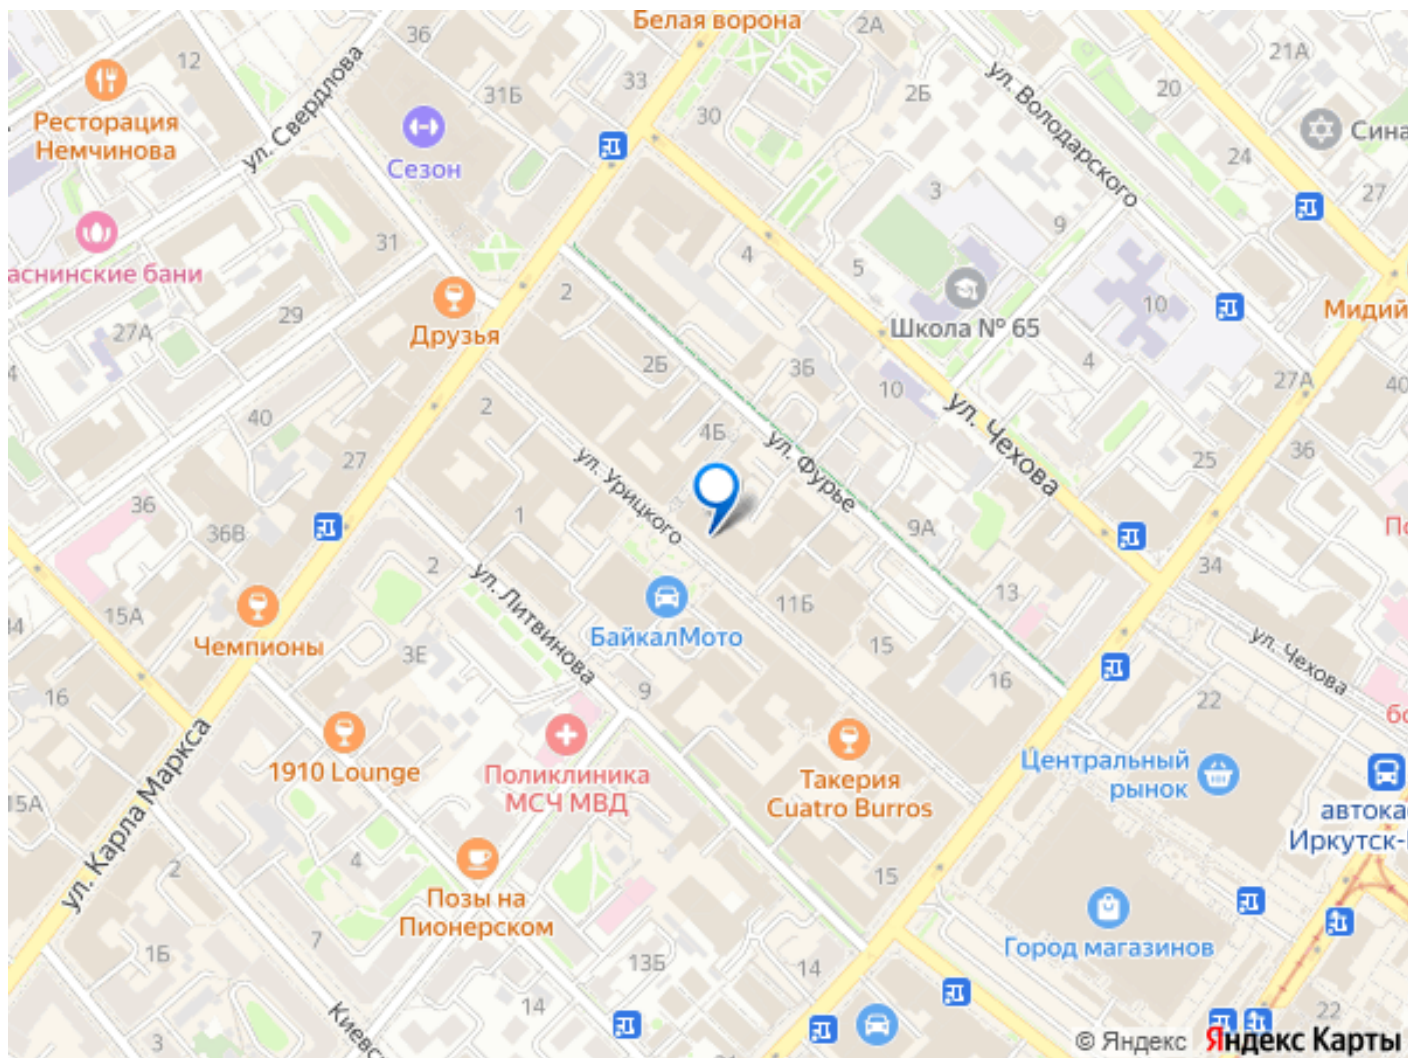 Белая ворона
36
2А
12
21А
33
31Б
20
2Б
30
ул. Свердлова
ул. Володарского
Ресторация
Немчинова
Сезон
Сина
24
27
3
9
31
4
5
аснинские бани
2
29
10
Школа № 65
Мидий
Друзья
27А
2Б
3Б
4
27А
40
10
4
2
40
4Б
ул. Чехова
ул. Фурье
36
27
25
ул. Урицкого
36
1
9А
36В
По
2
34
ул. Литвинова
13
15А
11Б
34
БайкалМото
Чемпионы
15
ул. Чехова
3Е
16
9
16
22
бо
ул. Карла Маркса
Центральный
рынок
1910 Lounge
Поликлиника
МСЧ МВД
Такерия
Cuatro Burros
15А
автока
Иркутск-
4
2
15
Позы на
Пионерском
7
Город магазинов
1Б
13Б
14
14
22
Киевс
3
© Яндекс Яндекс Карты